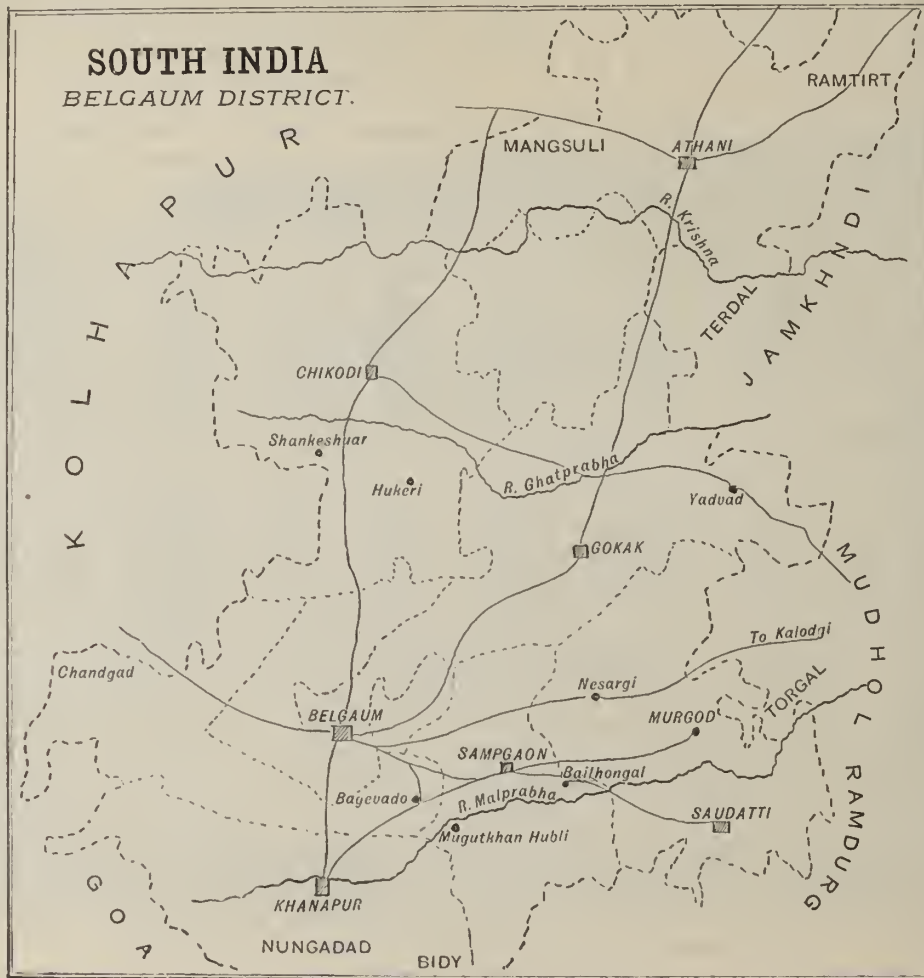 SOUTH INDIA
BELGAUM DISTRICT.
RAMTIRT
MANGSULI
ATHANI
KOLHAPUR
R. Krishna
TERDAL
JAMKHNDI
CHIKODI
Shankeshuar
Hukeri
R. Ghatprabha
Yadvad
GOKAK
MUDHOL
To Kalodgi
Chandgad
Nesargi
TORGAL
BELGAUM
MURGOD
SAMPGAON
Bailhongal
Bagevado
R. Malprabha
SAUDATTI
RAMDURG
Mugutkhan Hubli
KHANAPUR
GOA
NUNGADAD
BIDY